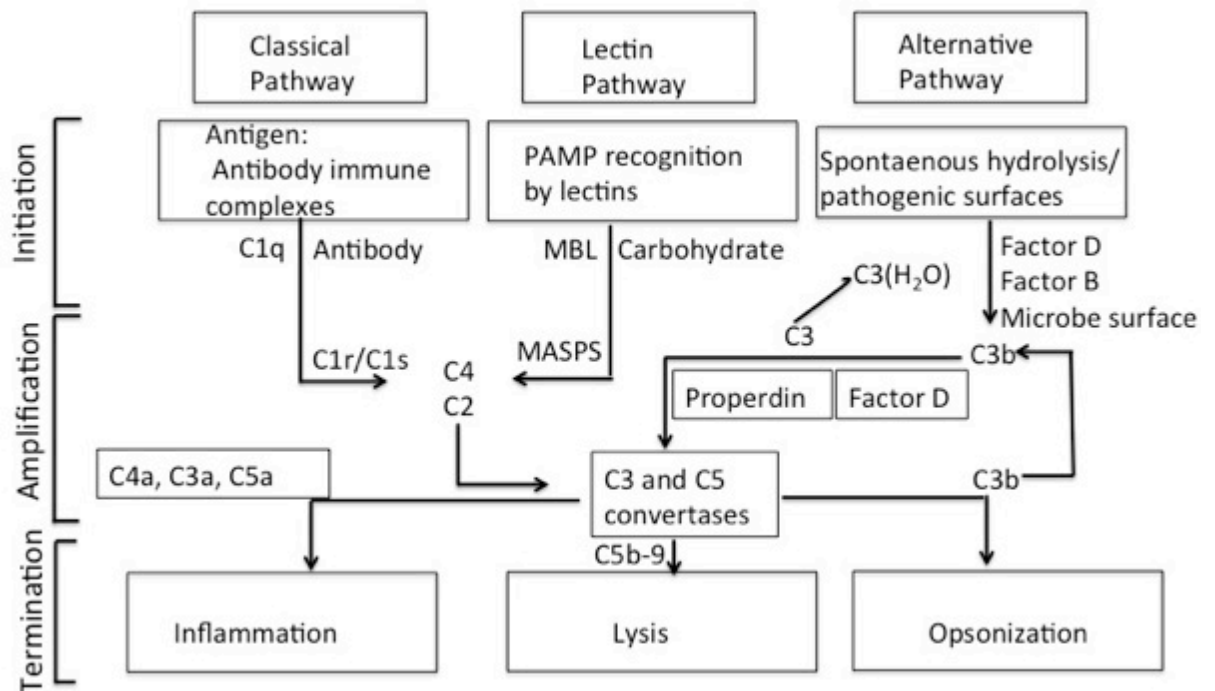 Classical
Pathway
Lectin
Pathway
Alternative
Pathway
Initiation
Antigen:
Antibody immune
complexes
PAMP recognition
by lectins
Spontaenous hydrolysis/
pathogenic surfaces
C1q
Antibody
MBL
Carbohydrate
C3(H₂O)
Factor D
Factor B
Microbe surface
C3
Amplification
C1r/C1s
C4
C2
MASPS
C3b
Properdin
Factor D
C4a, C3a, C5a
C3 and C5
convertases
C3b
Termination
C5b-9
Inflammation
Lysis
Opsonization